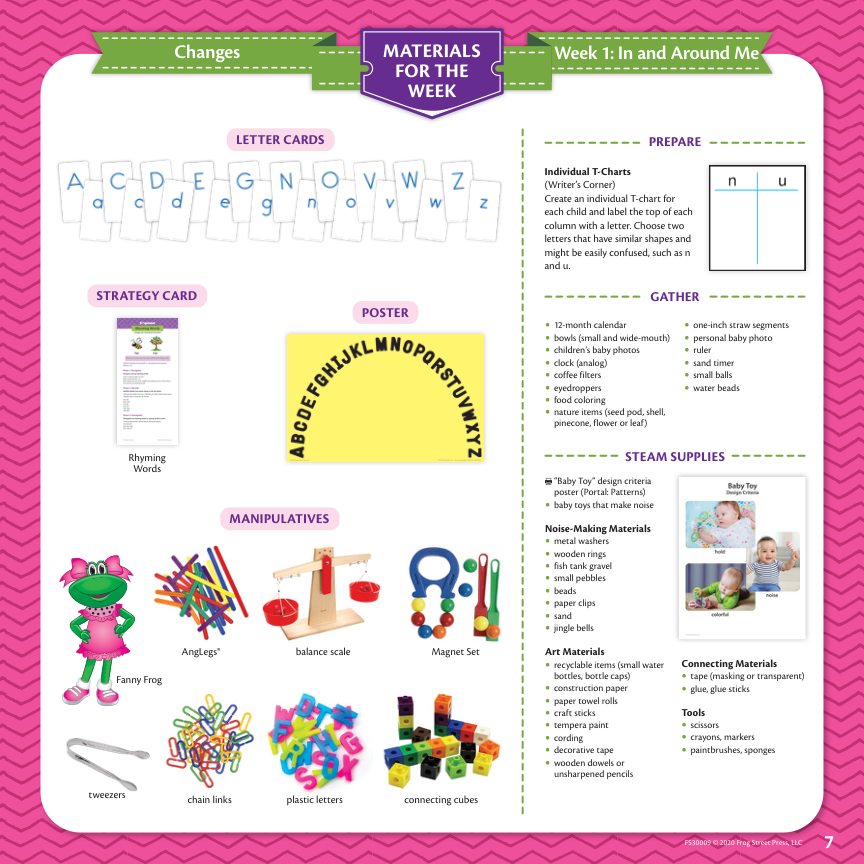 Changes
MATERIALS
FOR THE
WEEK
Week 1: In and Around Me
LETTER CARDS
A C D E G N O V W Z
a c d e g n o v w z
STRATEGY CARD
Rhyming Words
Rhyming
Words
POSTER
ABCDEFGHIJKLMNOPQRSTUVWXYZ
MANIPULATIVES
Fanny Frog
AngLegs®
balance scale
Magnet Set
tweezers
chain links
plastic letters
connecting cubes
PREPARE
Individual T-Charts
(Writer's Corner)
Create an individual T-chart for
each child and label the top of each
column with a letter. Choose two
letters that have similar shapes and
might be easily confused, such as n
and u.
n u
GATHER
• 12-month calendar
• bowls (small and wide-mouth)
• children's baby photos
• clock (analog)
• coffee filters
• eyedroppers
• food coloring
• nature items (seed pod, shell,
pinecone, flower or leaf)
• one-inch straw segments
• personal baby photo
• ruler
• sand timer
• small balls
• water beads
STEAM SUPPLIES
"Baby Toy" design criteria
poster (Portal: Patterns)
• baby toys that make noise
Noise-Making Materials
• metal washers
• wooden rings
• fish tank gravel
• small pebbles
• beads
• paper clips
• sand
• jingle bells
Art Materials
• recyclable items (small water
bottles, bottle caps)
• construction paper
• paper towel rolls
• craft sticks
• tempera paint
• cording
• decorative tape
• wooden dowels or
unsharpened pencils
Baby Toy
Design Criteria
hold
noise
colorful
Connecting Materials
• tape (masking or transparent)
• glue, glue sticks
Tools
• scissors
• crayons, markers
• paintbrushes, sponges
FS30009 © 2020 Frog Street Press, LLC
7